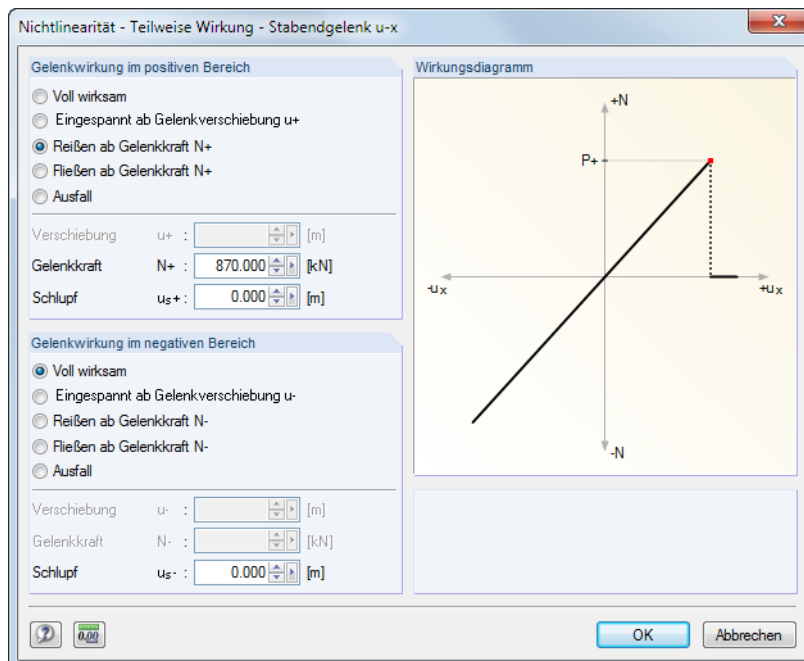 Nichtlinearität - Teilweise Wirkung - Stabendgelenk u-x
Gelenkwirkung im positiven Bereich
Voll wirksam
Eingespannt ab Gelenkverschiebung u+
Reißen ab Gelenkkraft N+
Fließen ab Gelenkkraft N+
Ausfall
Verschiebung u+ : [m]
Gelenkkraft N+ : 870.000 [kN]
Schlupf us+ : 0.000 [m]
Gelenkwirkung im negativen Bereich
Voll wirksam
Eingespannt ab Gelenkverschiebung u-
Reißen ab Gelenkkraft N-
Fließen ab Gelenkkraft N-
Ausfall
Verschiebung u- : [m]
Gelenkkraft N- : [kN]
Schlupf us- : 0.000 [m]
Wirkungsdiagramm
+N
P+
-ux
+ux
-N
0.00
OK
Abbrechen